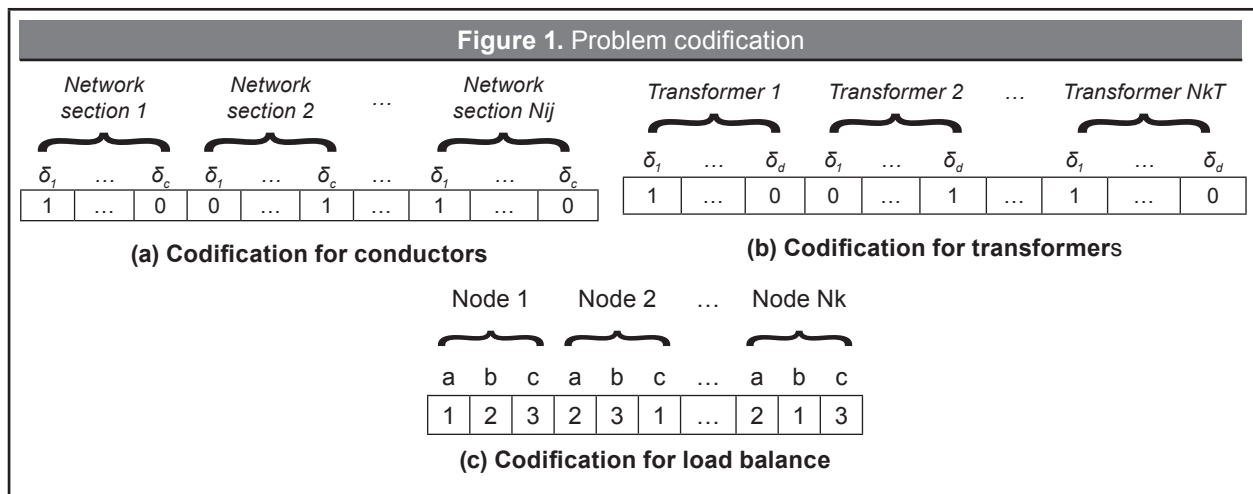 Figure 1. Problem codification
Network section 1 Network section 2 … Network section Nij
δ1 … δc δ1 … δc … δ1 … δc
1 … 0 0 … 1 … 1 … 0
(a) Codification for conductors
Transformer 1 Transformer 2 … Transformer NkT
δ1 … δd δ1 … δd δ1 … δd
1 … 0 0 … 1 … 1 … 0
(b) Codification for transformers
Node 1 Node 2 … Node Nk
a b c a b c … a b c
1 2 3 2 3 1 … 2 1 3
(c) Codification for load balance